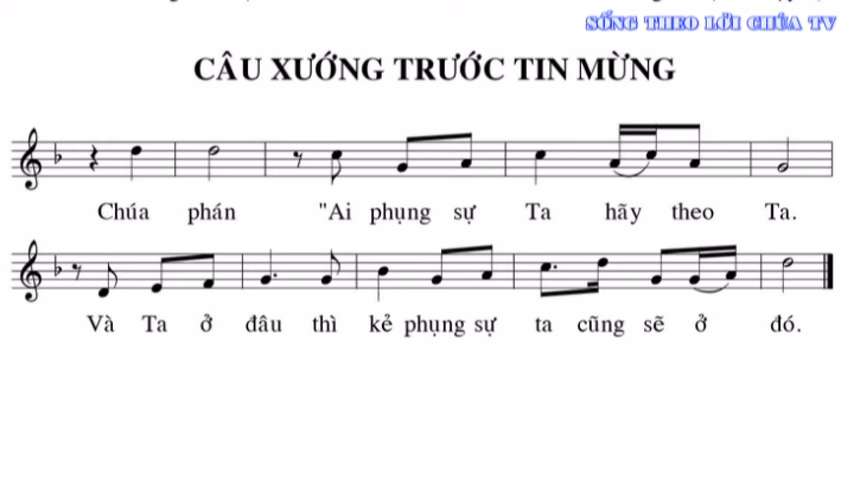 SỐNG THEO LỜI CHÚA TV
CÂU XƯỚNG TRƯỚC TIN MỪNG
Chúa phán "Ai phụng sự Ta hãy theo Ta.
Và Ta ở đâu thì kẻ phụng sự ta cũng sẽ ở đó.